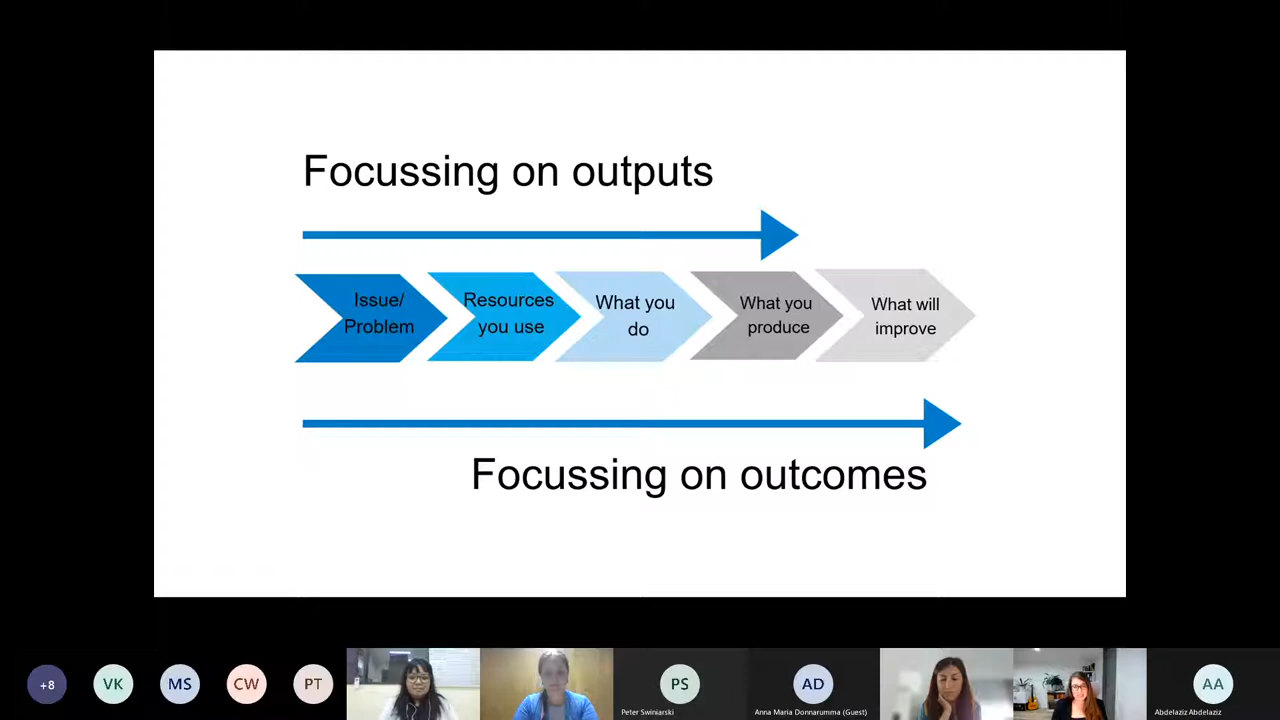 Focussing on outputs
Issue/
Problem
Resources
you use
What you
do
What you
produce
What will
improve
Focussing on outcomes
+8
VK
MS
CW
PT
PS
Peter Swiniarski
AD
Anna Maria Donnarumma (Guest)
AA
Abdelaziz Abdelaziz